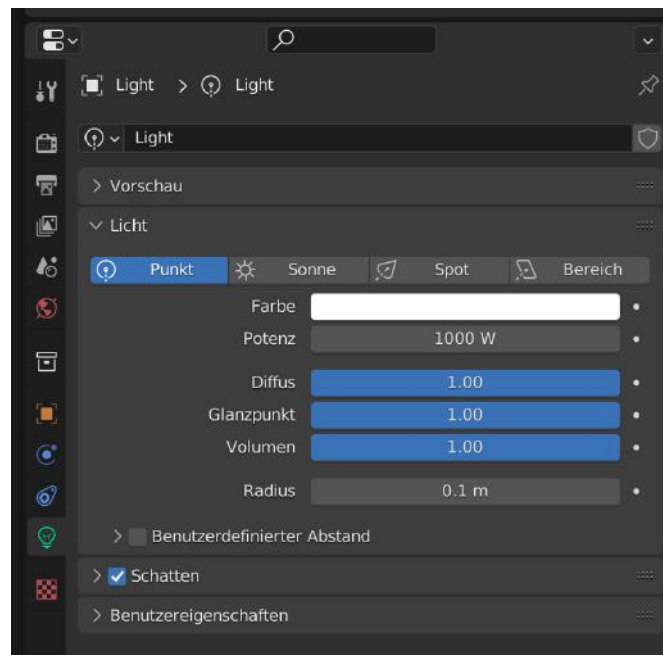 Light > Light
Light
Vorschau
Licht
Punkt Sonne Spot Bereich
Farbe
Potenz 1000 W
Diffus 1.00
Glanzpunkt 1.00
Volumen 1.00
Radius 0.1 m
Benutzerdefinierter Abstand
Schatten
Benutzereigenschaften